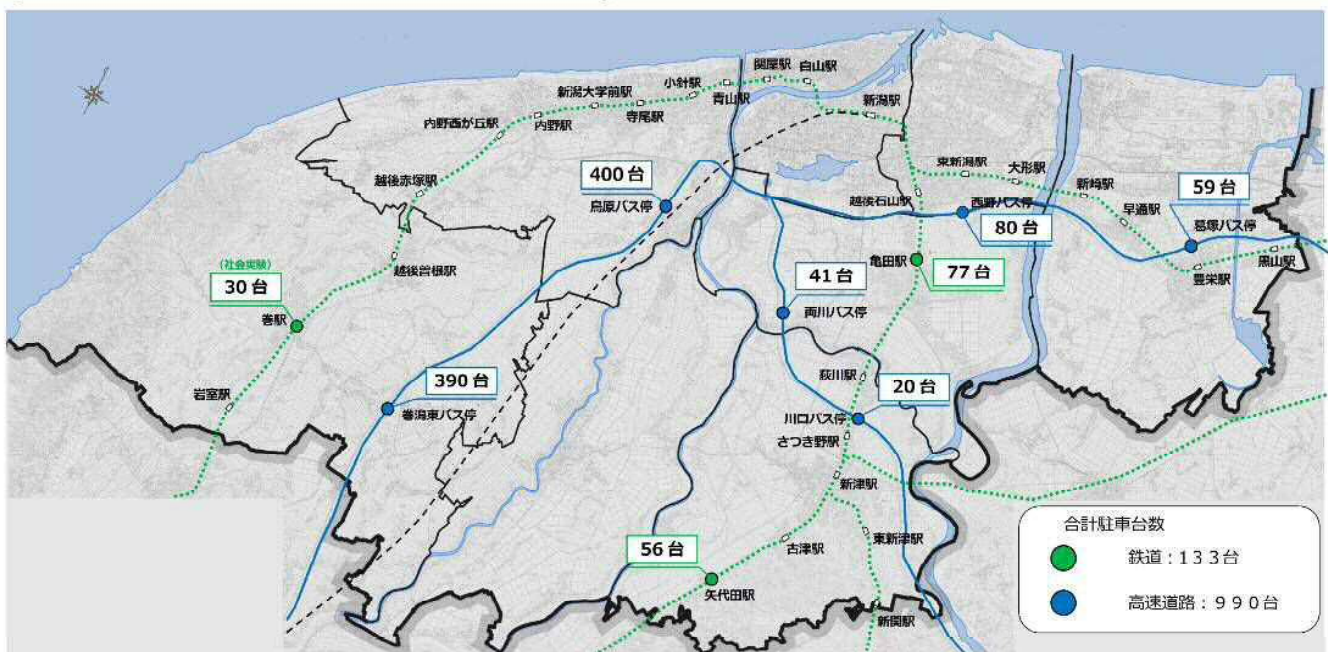 関屋駅
白山駅
小針駅
青山駅
新潟大学前駅
寺尾駅
新潟駅
内野西が丘駅
内野駅
東新潟駅
大形駅
400台
越後赤塚駅
新崎駅
59台
鳥原バス停
越後石山駅
西野バス停
早通駅
葛塚バス停
80台
(社会実験)
30台
越後曽根駅
41台
亀田駅
77台
豊栄駅
黒山駅
巻駅
両川バス停
390台
荻川駅
20台
岩室駅
巻潟東バス停
川口バス停
さつき野駅
新津駅
56台
古津駅
東新津駅
矢代田駅
新関駅
合計駐車台数
鉄道：１３３台
高速道路：９９０台